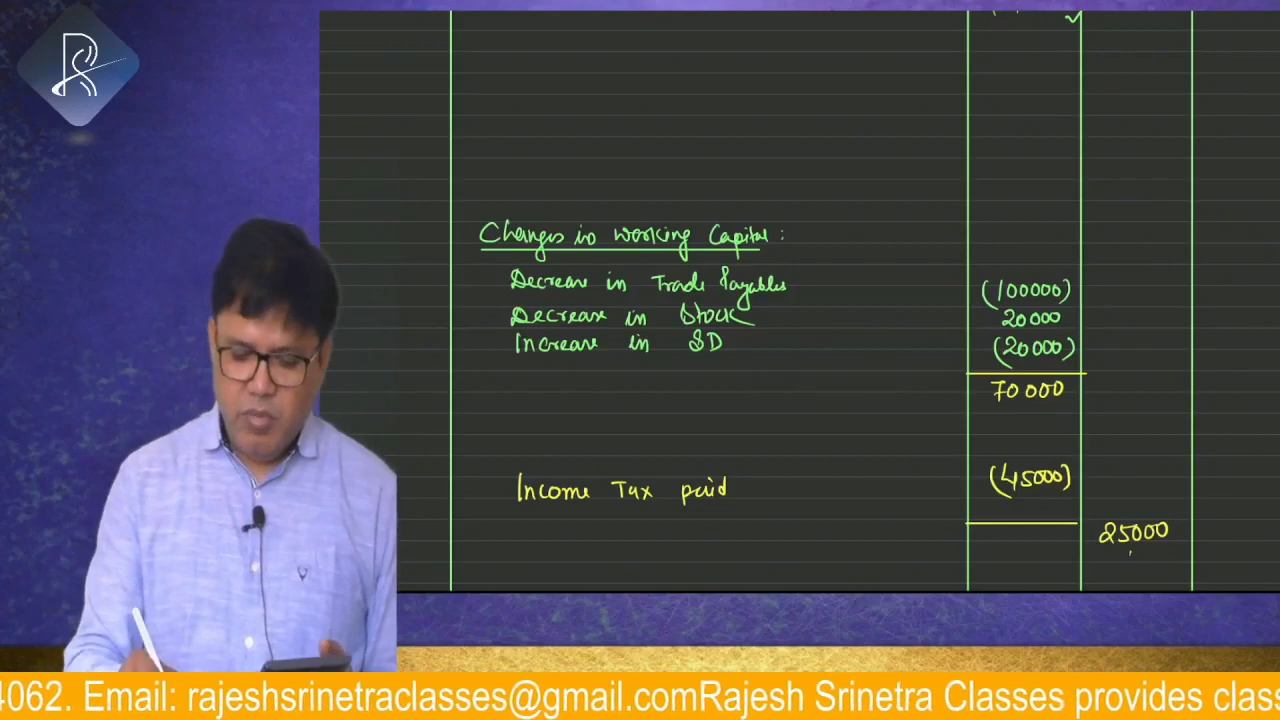 RS
Changes in Working Capital :
Decrease in Trade Payables (100000)
Decrease in Stock 20000
Increase in SD (20000)
70000
Income Tax paid (45000)
25000
4062. Email: rajeshsrinetraclasses@gmail.comRajesh Srinetra Classes provides class